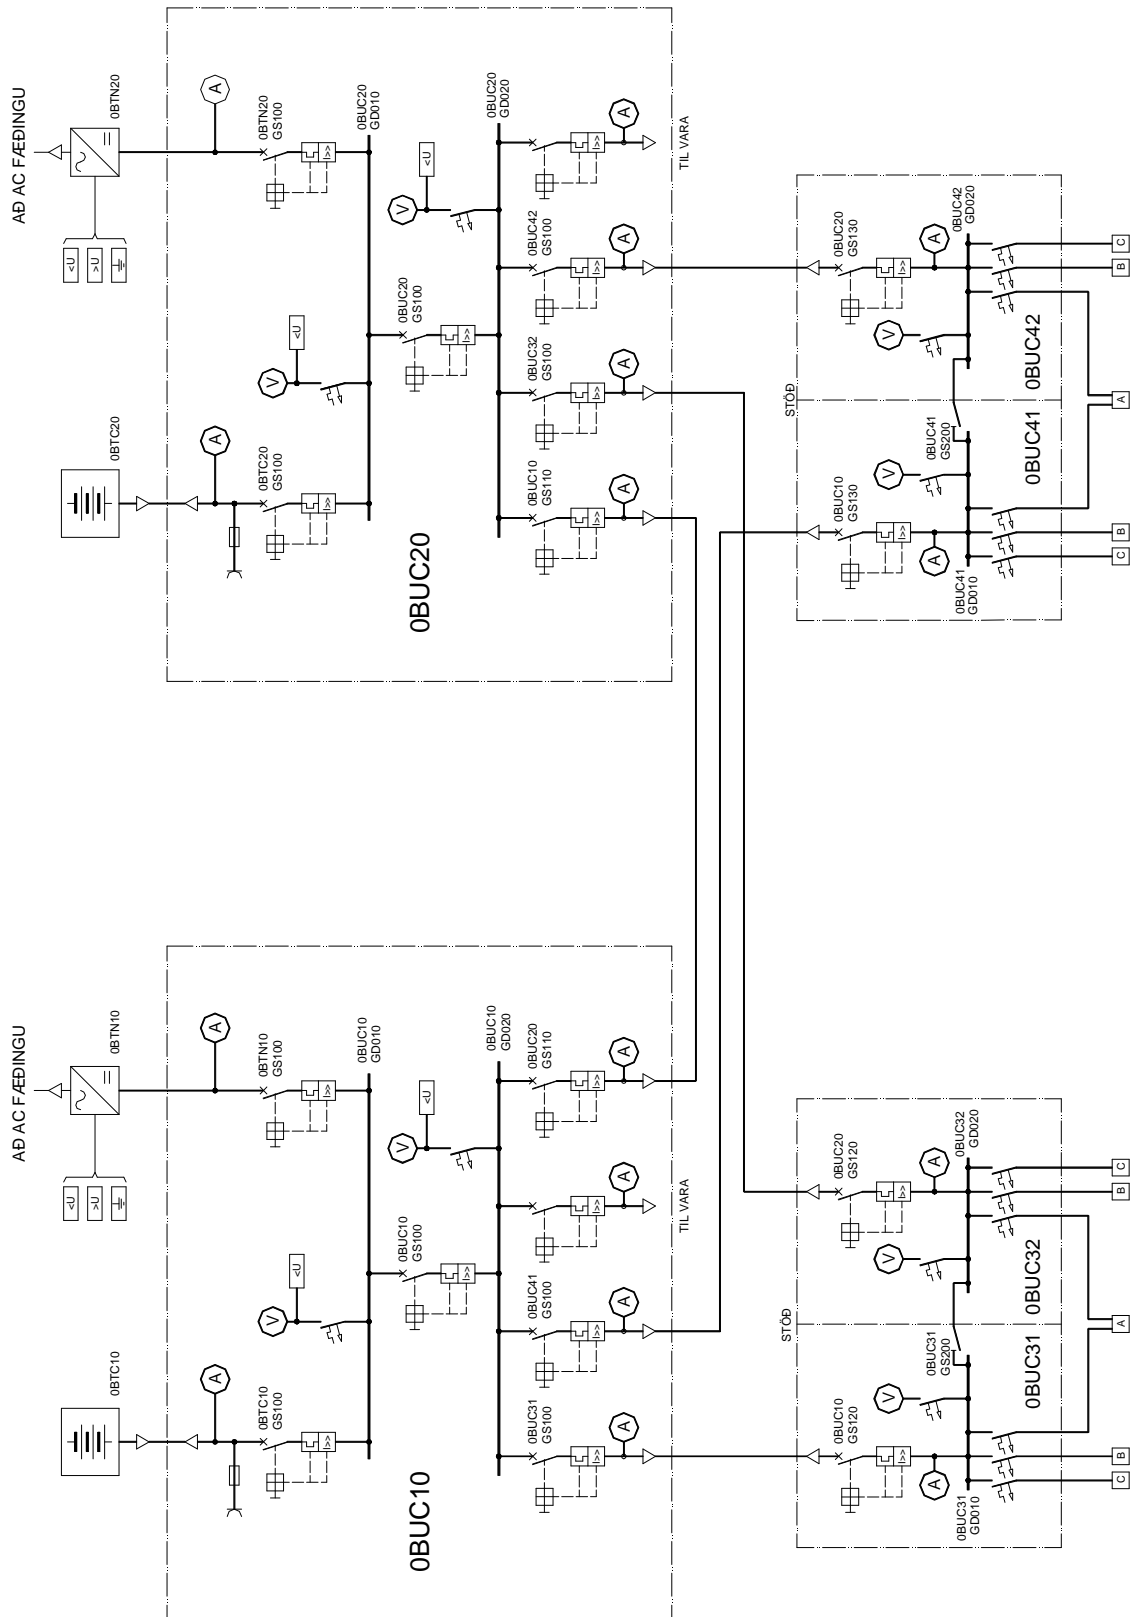 AÐ AC FÆÐINGU
0BTC10
0BTN10
<U
>U
A
A
0BTC10
GS100
0BTN10
GS100
I>>
I>>
V
<U
0BUC10
GD010
0BUC10
GS100
I>>
V
<U
0BUC10
0BUC10
GD020
0BUC31
GS100
0BUC41
GS100
0BUC20
GS110
I>>
I>>
I>>
I>>
A
A
A
A
TIL VARA
AÐ AC FÆÐINGU
0BTC20
0BTN20
<U
>U
A
A
0BTC20
GS100
0BTN20
GS100
I>>
I>>
V
<U
0BUC20
GD010
0BUC20
GS100
I>>
V
<U
0BUC20
0BUC20
GD020
0BUC10
GS110
0BUC32
GS100
0BUC42
GS100
I>>
I>>
I>>
I>>
A
A
A
A
TIL VARA
STÖÐ
0BUC10
GS120
0BUC20
GS120
I>>
I>>
V
V
A
A
0BUC31
GS200
0BUC31
GD010
0BUC32
GD020
0BUC31
0BUC32
C
B
A
B
C
STÖÐ
0BUC10
GS130
0BUC20
GS130
I>>
I>>
V
V
A
A
0BUC41
GS200
0BUC41
GD010
0BUC42
GD020
0BUC41
0BUC42
C
B
A
B
C